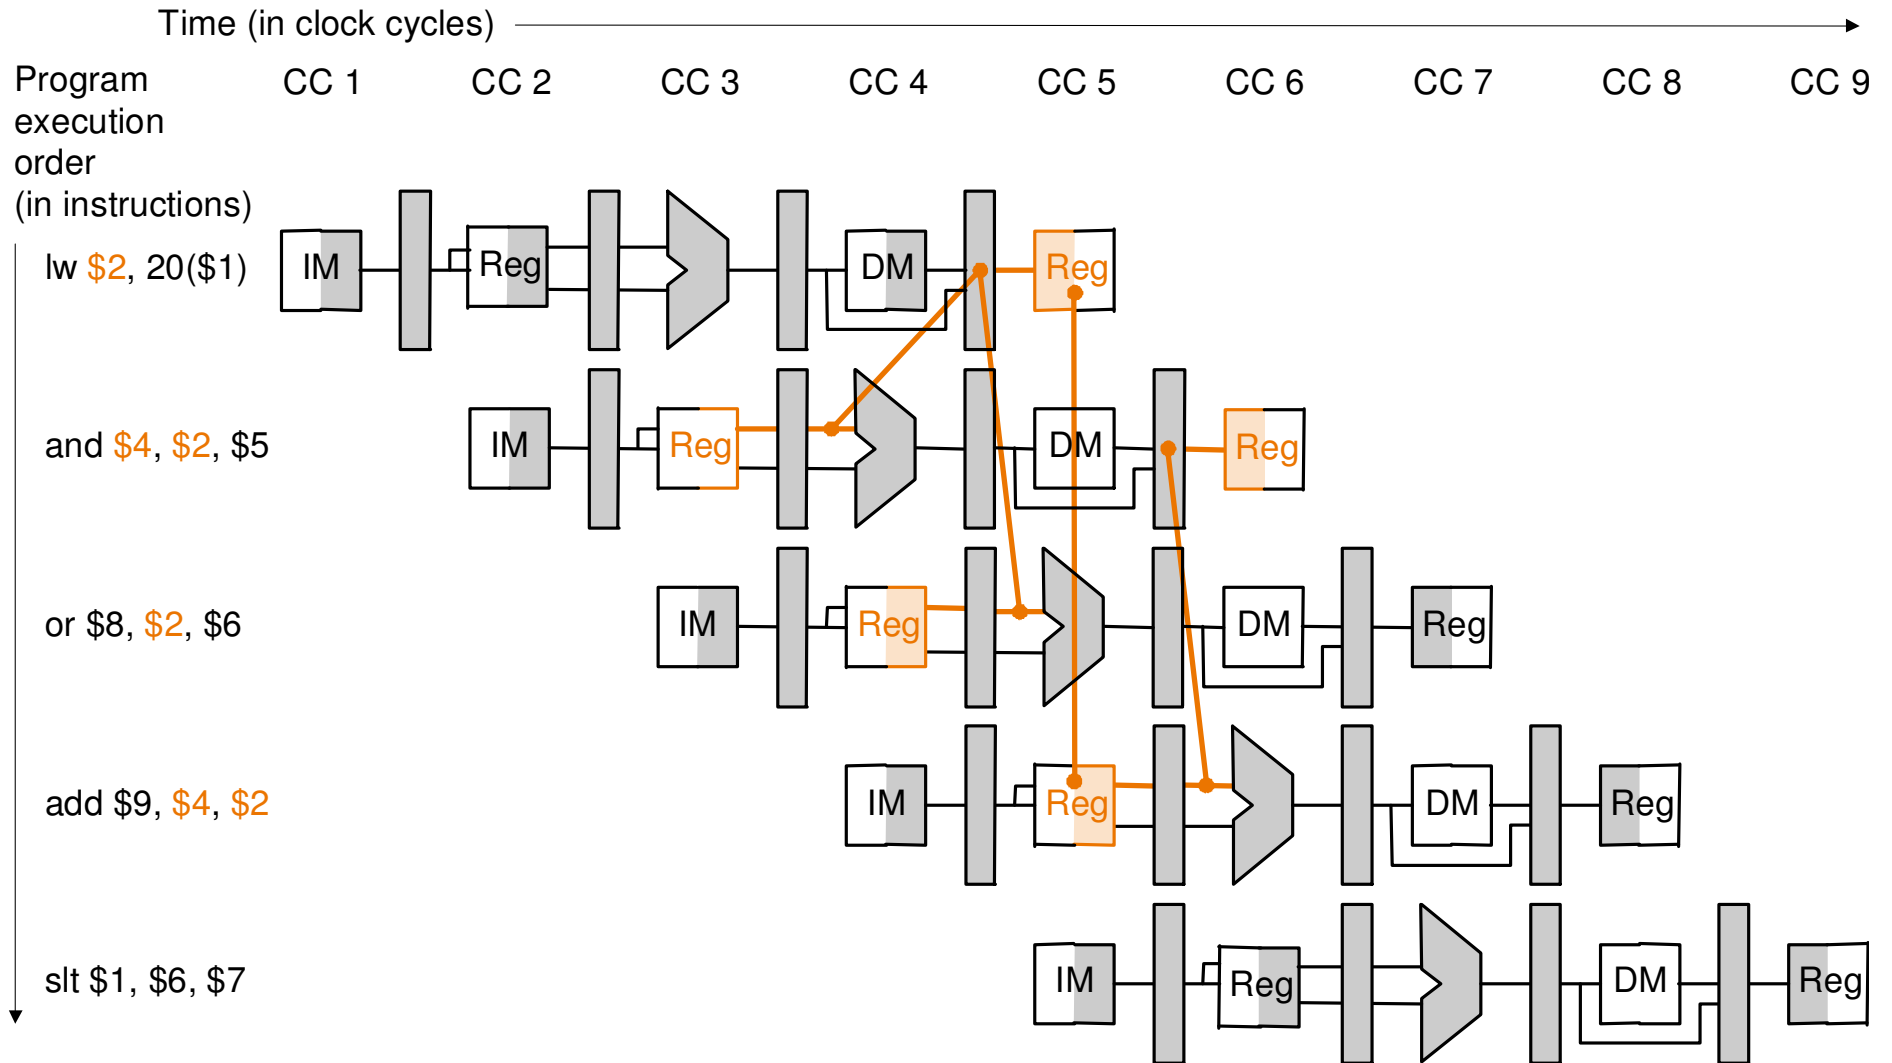 Time (in clock cycles)
Program
execution
order
(in instructions)
CC 1 CC 2 CC 3 CC 4 CC 5 CC 6 CC 7 CC 8 CC 9
lw $2, 20($1) IM Reg DM Reg
and $4, $2, $5 IM Reg DM Reg
or $8, $2, $6 IM Reg DM Reg
add $9, $4, $2 IM Reg DM Reg
slt $1, $6, $7 IM Reg DM Reg